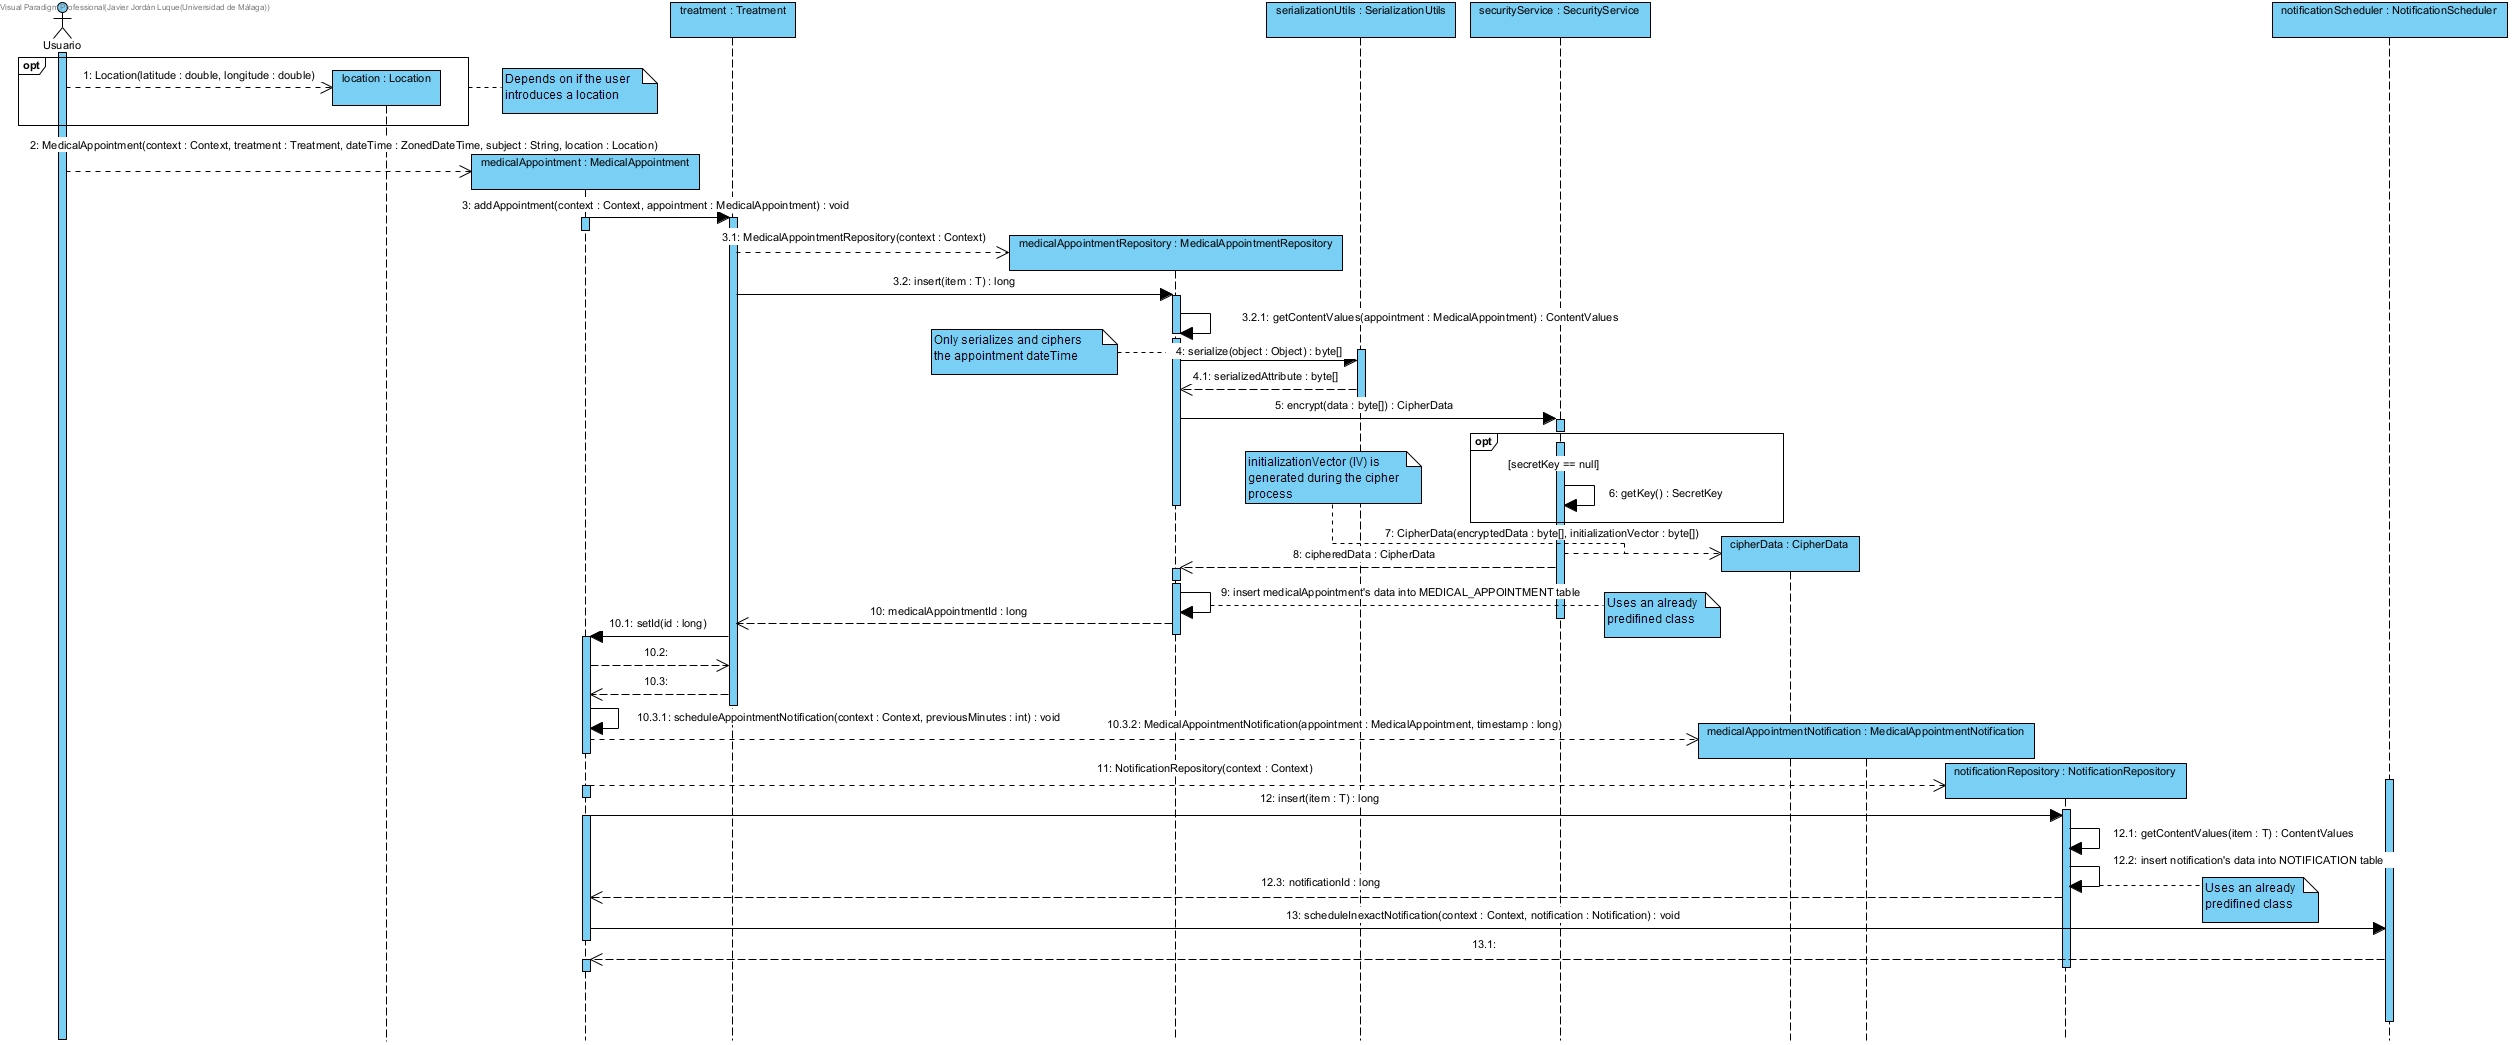 Visual Paradigm Professional(Javier Jordán Luque(Universidad de Málaga))
treatment : Treatment
serializationUtils : SerializationUtils
securityService : SecurityService
notificationScheduler : NotificationScheduler
Usuario
opt
1: Location(latitude : double, longitude : double)
location : Location
Depends on if the user
introduces a location
2: MedicalAppointment(context : Context, treatment : Treatment, dateTime : ZonedDateTime, subject : String, location : Location)
medicalAppointment : MedicalAppointment
3: addAppointment(context : Context, appointment : MedicalAppointment) : void
3.1: MedicalAppointmentRepository(context : Context)
medicalAppointmentRepository : MedicalAppointmentRepository
3.2: insert(item : T) : long
3.2.1: getContentValues(appointment : MedicalAppointment) : ContentValues
Only serializes and ciphers
the appointment dateTime
4: serialize(object : Object) : byte[]
4.1: serializedAttribute : byte[]
5: encrypt(data : byte[]) : CipherData
opt
[secretKey == null]
initializationVector (IV) is
generated during the cipher
process
6: getKey() : SecretKey
7: CipherData(encryptedData : byte[], initializationVector : byte[])
cipherData : CipherData
8: cipheredData : CipherData
9: insert medicalAppointment's data into MEDICAL_APPOINTMENT table
Uses an already
predifined class
10: medicalAppointmentId : long
10.1: setId(id : long)
10.2:
10.3:
10.3.1: scheduleAppointmentNotification(context : Context, previousMinutes : int) : void
10.3.2: MedicalAppointmentNotification(appointment : MedicalAppointment, timestamp : long)
medicalAppointmentNotification : MedicalAppointmentNotification
11: NotificationRepository(context : Context)
notificationRepository : NotificationRepository
12: insert(item : T) : long
12.1: getContentValues(item : T) : ContentValues
12.2: insert notification's data into NOTIFICATION table
12.3: notificationId : long
Uses an already
predifined class
13: scheduleInexactNotification(context : Context, notification : Notification) : void
13.1: